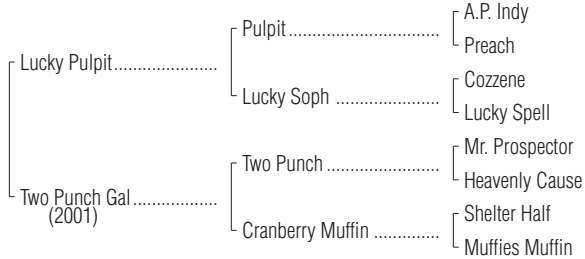 A.P. Indy
Pulpit
Preach
Lucky Pulpit
Cozzene
Lucky Soph
Lucky Spell
Mr. Prospector
Two Punch
Heavenly Cause
Two Punch Gal
(2001)
Shelter Half
Cranberry Muffin
Muffies Muffin